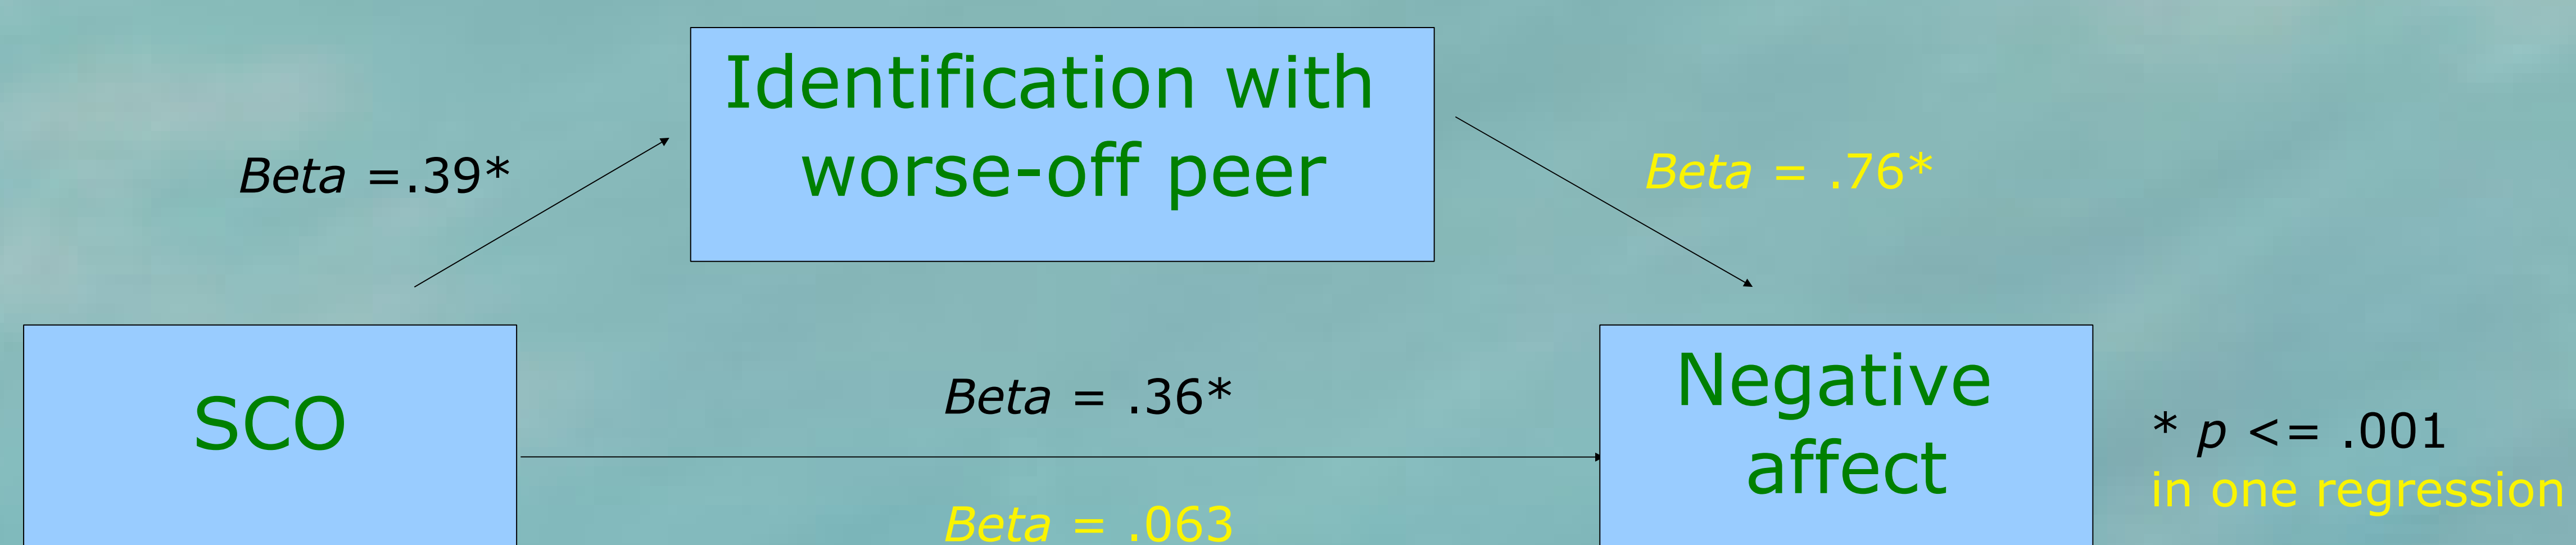 Identification with
worse-off peer
Beta =.39*
Beta = .76*
SCO
Beta = .36*
Beta = .063
Negative
affect
* p <= .001
in one regression